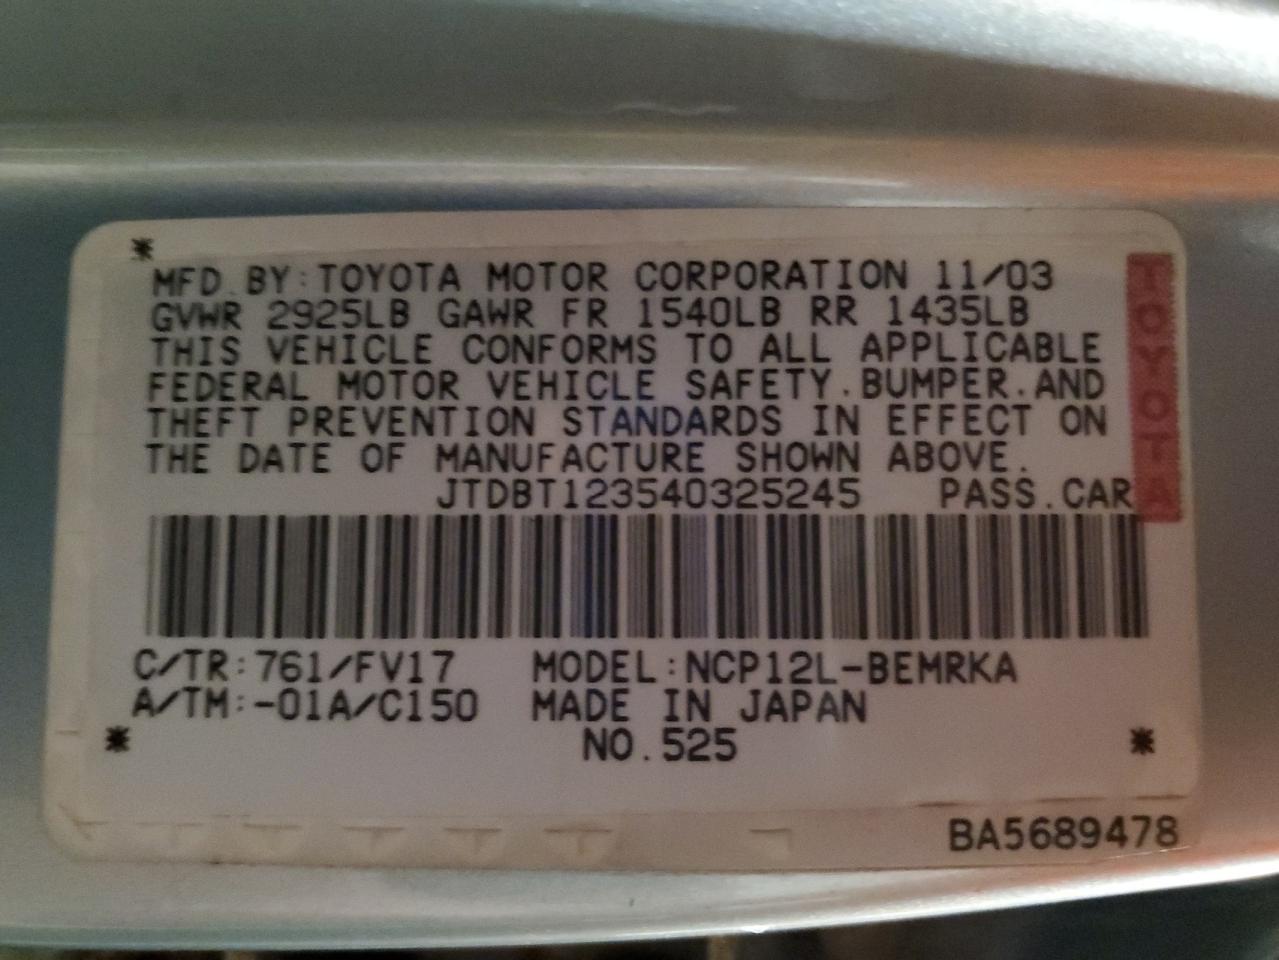 *
MFD.BY:TOYOTA MOTOR CORPORATION 11/03
GVWR 2925LB GAWR FR 1540LB RR 1435LB
THIS VEHICLE CONFORMS TO ALL APPLICABLE
FEDERAL MOTOR VEHICLE SAFETY.BUMPER.AND
THEFT PREVENTION STANDARDS IN EFFECT ON
THE DATE OF MANUFACTURE SHOWN ABOVE.
JTDBT123540325245 PASS.CAR
TOYOTA
C/TR:761/FV17 MODEL:NCP12L-BEMRKA
A/TM:-01A/C150 MADE IN JAPAN
* NO.525 *
BA5689478